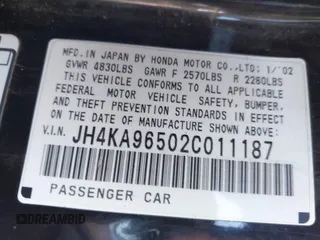 MFD. IN JAPAN BY HONDA MOTOR CO.,LTD: 1/'02
GVWR 4830LBS GAWR F 2570LBS R 2280LBS
THIS VEHICLE CONFORMS TO ALL APPLICABLE
FEDERAL MOTOR VEHICLE SAFETY, BUMPER,
AND THEFT PREVENTION STANDARDS IN EFFECT
ON THE DATE OF MANUFACTURE SHOWN ABOVE.
V.I.N. JH4KA96502C011187
PASSENGER CAR
DREAMBID